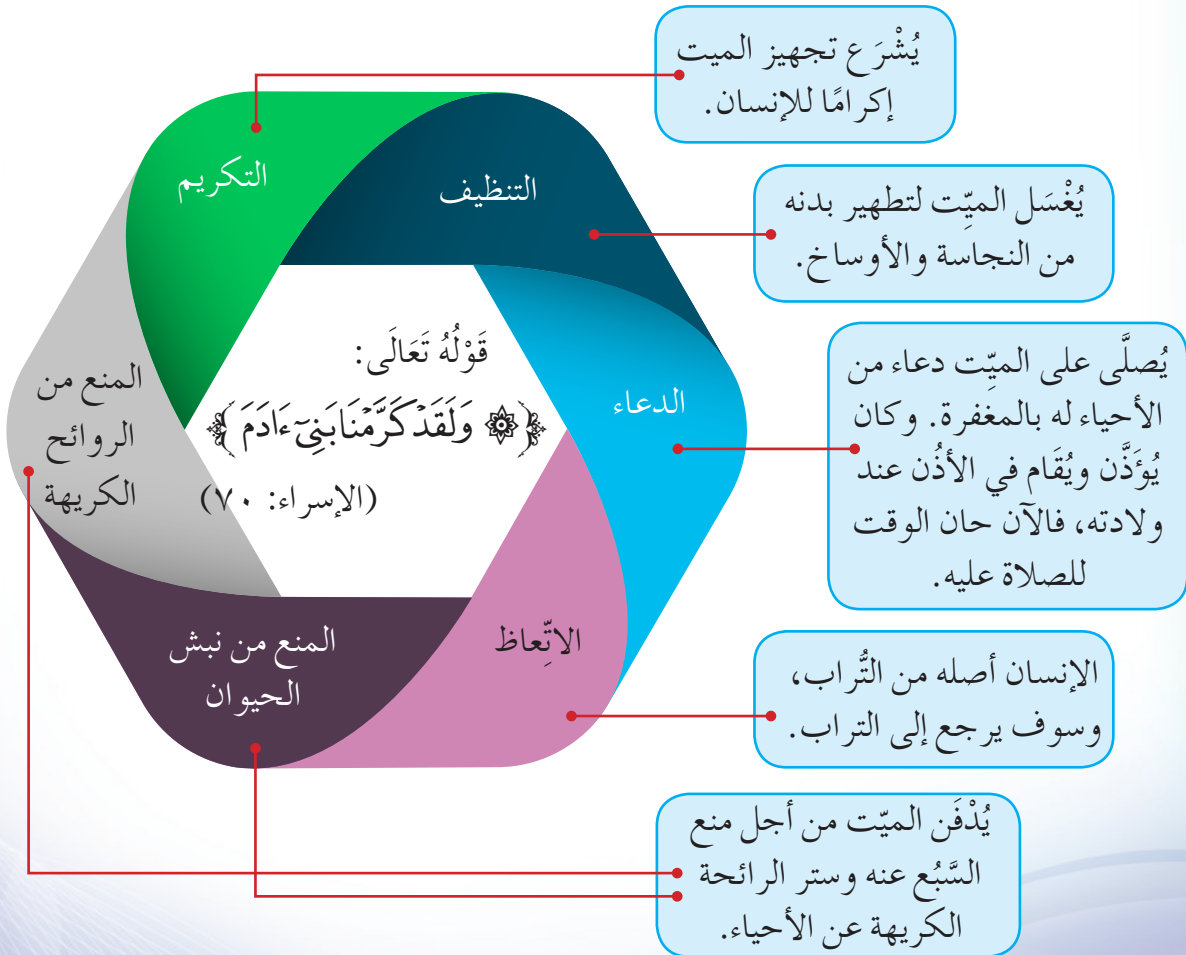 يُشْرَع تجهيز الميت
إكرامًا للإنسان.
التكريم
التنظيف
يُغْسَل الميّت لتطهير بدنه
من النجاسة والأوساخ.
قَوْلُهُ تَعَالَى:
﴿۞ وَلَقَدۡ كَرَّمۡنَا بَنِيٓ ءَادَمَ﴾
(الإسراء: ٧٠)
الدعاء
يُصلَّى على الميّت دعاء من
الأحياء له بالمغفرة. وكان
يُؤَذَّن ويُقَام في الأذُن عند
ولادته، فالآن حان الوقت
للصلاة عليه.
المنع من
الروائح
الكريهة
المنع من نبش
الحيوان
الاتّعاظ
الإنسان أصله من التُّراب،
وسوف يرجع إلى التراب.
يُدْفَن الميّت من أجل منع
السَّبُع عنه وستر الرائحة
الكريهة عن الأحياء.